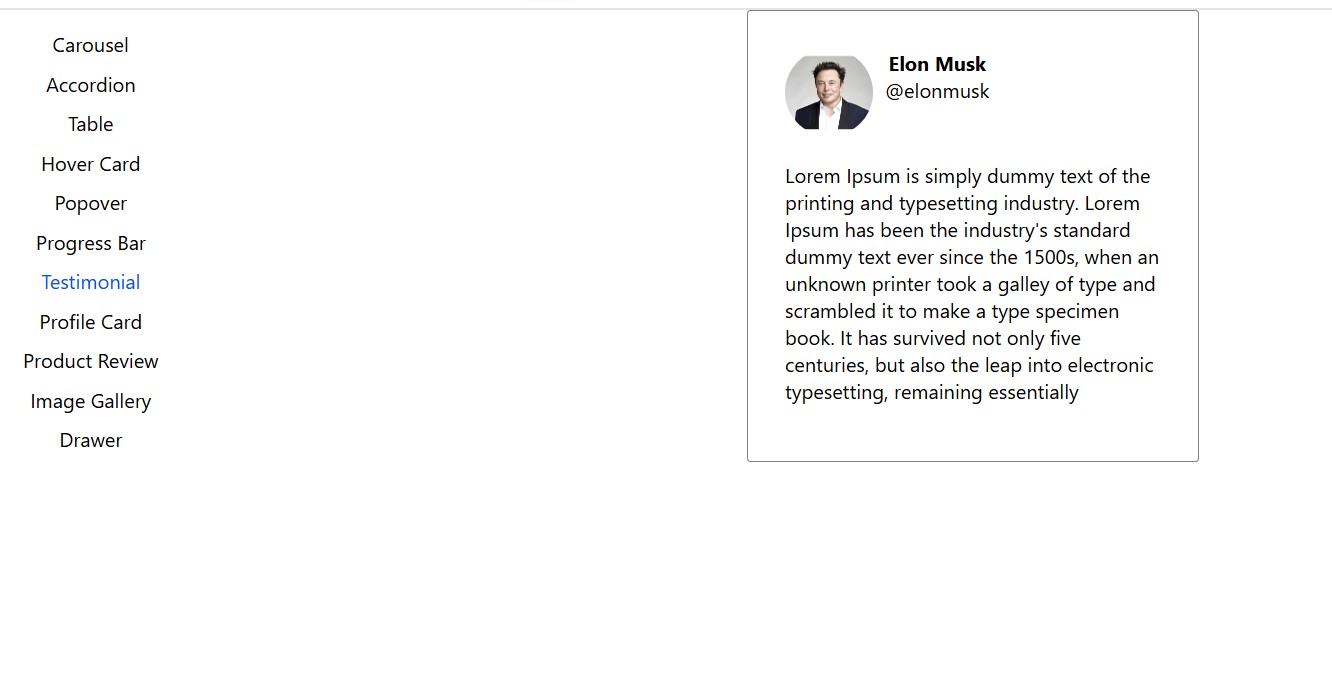 Carousel
Accordion
Table
Hover Card
Popover
Progress Bar
Testimonial
Profile Card
Product Review
Image Gallery
Drawer
Elon Musk
@elonmusk
Lorem Ipsum is simply dummy text of the
printing and typesetting industry. Lorem
Ipsum has been the industry's standard
dummy text ever since the 1500s, when an
unknown printer took a galley of type and
scrambled it to make a type specimen
book. It has survived not only five
centuries, but also the leap into electronic
typesetting, remaining essentially